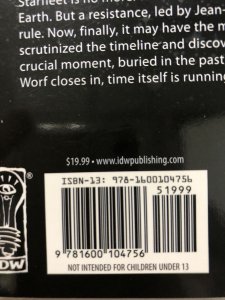 Starfleet is no more.
Earth. But a resistance, led by Jean-
rule. Now, finally, it may have the m
scrutinized the timeline and discov
crucial moment, buried in the past
Worf closes in, time itself is runnin
$19.99 • www.idwpublishing.com
ISBN-13: 978-1600104756
51999
9 781600 104756
NOT INTENDED FOR CHILDREN UNDER 13
IDW
®